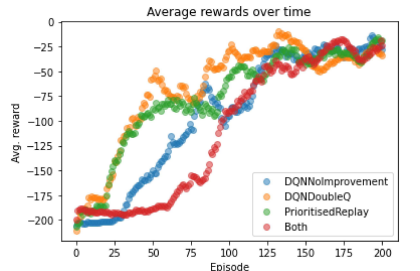 Average rewards over time
Avg. reward
0
−25
−50
−75
−100
−125
−150
−175
−200
0
25
50
75
100
125
150
175
200
Episode
DQNNoImprovement
DQNDoubleQ
PrioritisedReplay
Both